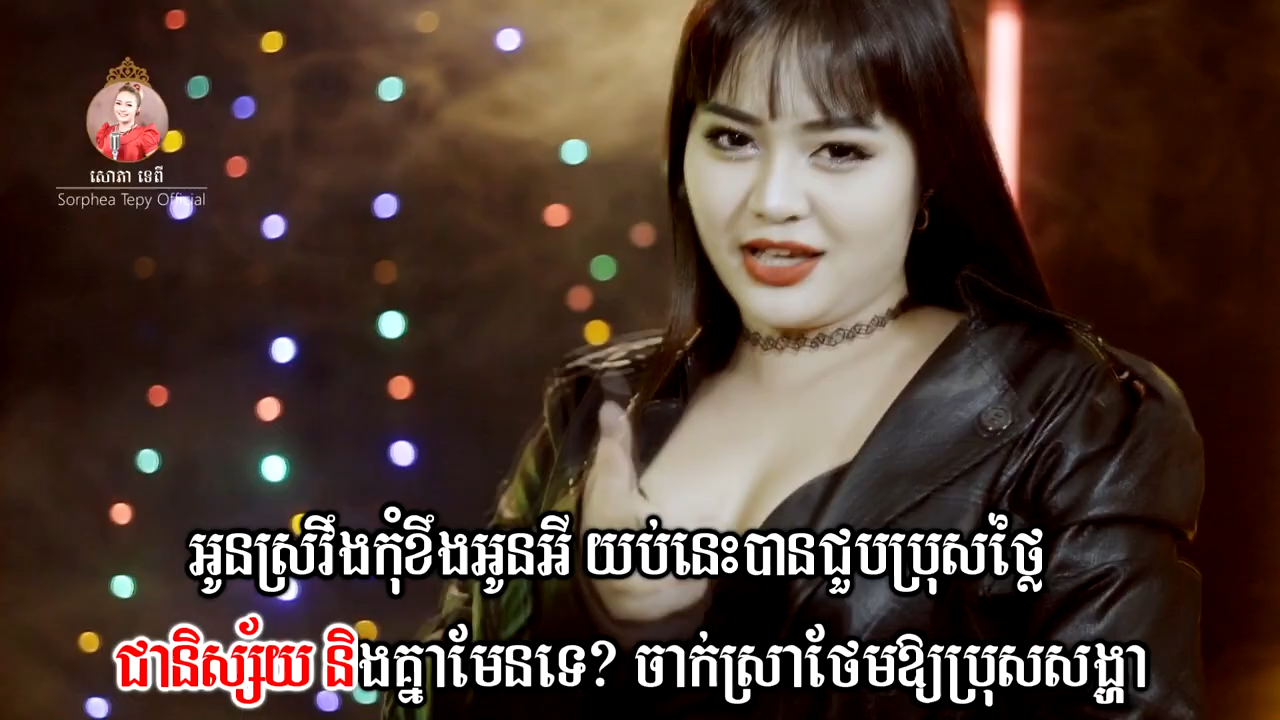 សោភា ទេពី
Sorphea Tepy Official
អូនស្រវឹងកុំខឹងអូនអី យប់នេះបានជួបប្រុសថ្លៃ
ជានិស្ស័យ នឹងគ្នាមែនទេ? ចាក់ស្រាថែមឱ្យប្រុសសង្ហា